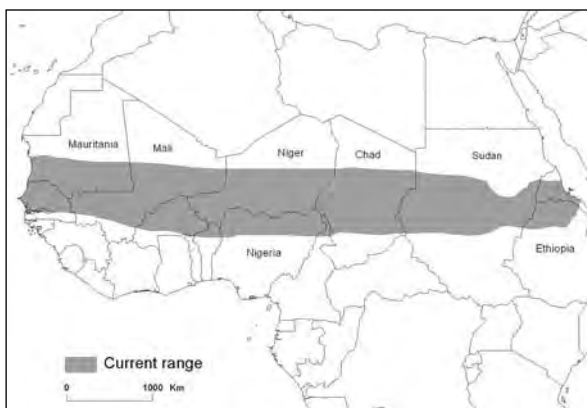 Mauritania
Mali
Niger
Chad
Sudan
Nigeria
Ethiopia
Current range
0 1000 Km